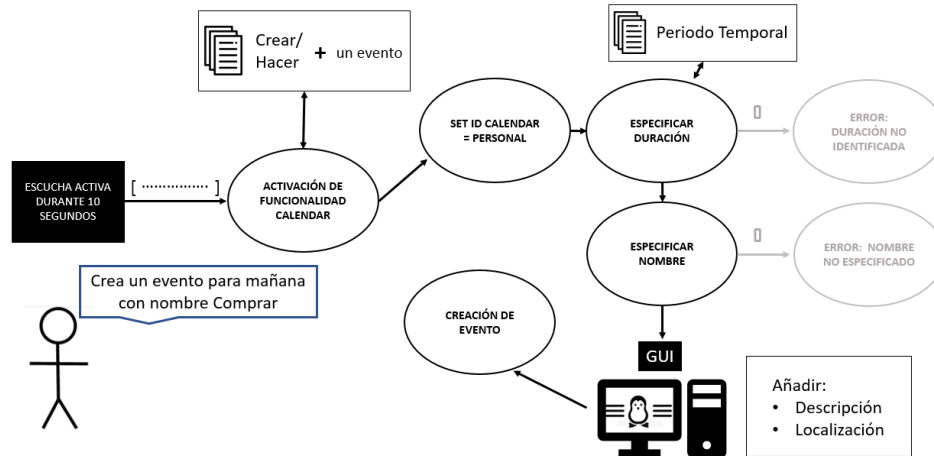 Crear/
Hacer
+ un evento
Periodo Temporal
ESCUCHA ACTIVA
DURANTE 10
SEGUNDOS
[ ················ ]
ACTIVACIÓN DE
FUNCIONALIDAD
CALENDAR
SET ID CALENDAR
= PERSONAL
ESPECIFICAR
DURACIÓN
[]
ERROR:
DURACIÓN NO
IDENTIFICADA
ESPECIFICAR
NOMBRE
[]
ERROR: NOMBRE
NO ESPECIFICADO
Crea un evento para mañana
con nombre Comprar
CREACIÓN DE
EVENTO
GUI
Añadir:
• Descripción
• Localización